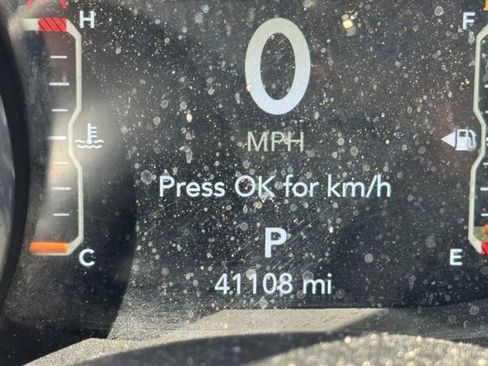 H F
0
MPH
Press OK for km/h
P
C E
41108 mi